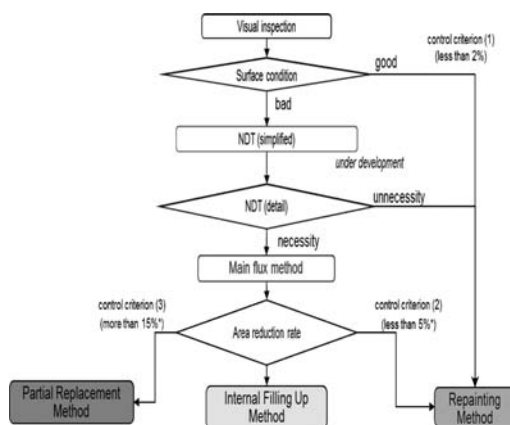 Visual inspection
control criterion (1)
(less than 2%)
good
Surface condition
bad
NDT (simplified)
under development
NDT (detail)
unnecessity
necessity
Main flux method
control criterion (3)
(more than 15%*)
control criterion (2)
(less than 5%*)
Area reduction rate
Partial Replacement
Method
Internal Filling Up
Method
Repainting
Method